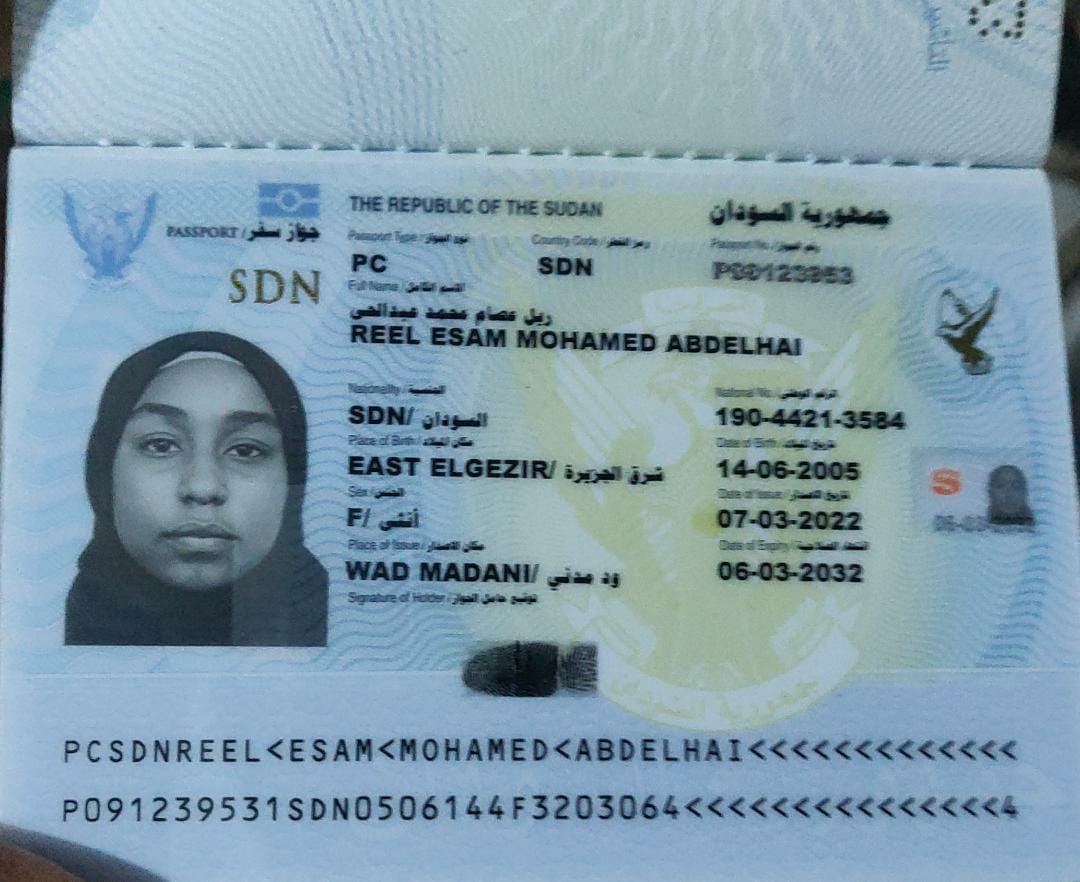 THE REPUBLIC OF THE SUDAN جمهورية السودان
PASSPORT / جواز سفر
Passport Type / نوع الجواز Country Code / رمز القطر Passport No. / رقم الجواز
PC SDN
SDN
Full Name / الاسم الكامل
ريل عصام محمد عبدالحي
REEL ESAM MOHAMED ABDELHAI
Nationality / الجنسية National No. / الرقم الوطني
SDN/ السودان 190-4421-3584
Place of Birth / مكان الميلاد Date of Birth / تاريخ الميلاد
EAST ELGEZIR/ شرق الجزيرة 14-06-2005
Sex / الجنس Date of Issue / تاريخ الاصدار
F/ أنثى 07-03-2022
Place of Issue / مكان الاصدار Date of Expiry /
WAD MADANI/ ود مدني 06-03-2032
Signature of Holder / توقيع حامل الجواز
S
جمهورية السودان
PCSDNREEL<ESAM<MOHAMED<ABDELHAI<<<<<<<<<<<<<
P091239531SDN0506144F3203064<<<<<<<<<<<<<<<4